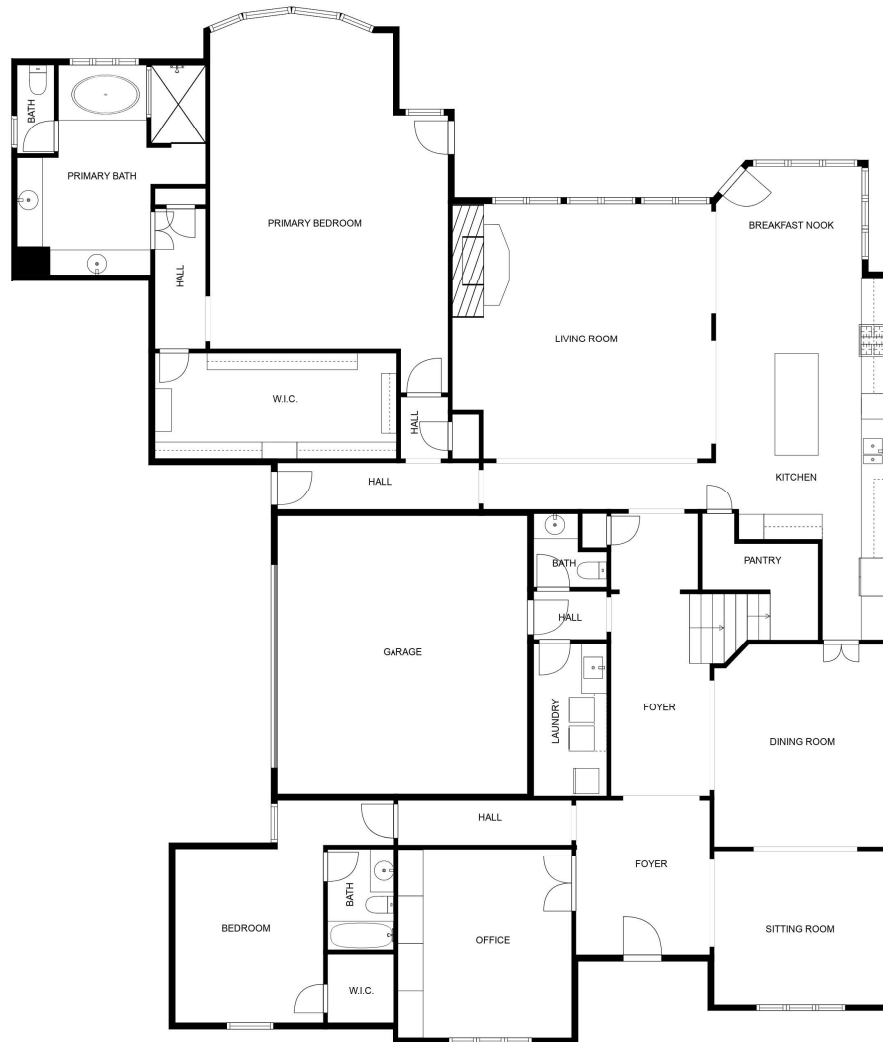 BATH
PRIMARY BATH
PRIMARY BEDROOM
BREAKFAST NOOK
HALL
LIVING ROOM
W.I.C.
HALL
KITCHEN
HALL
BATH
PANTRY
HALL
GARAGE
LAUNDRY
FOYER
DINING ROOM
HALL
FOYER
BATH
BEDROOM
OFFICE
SITTING ROOM
W.I.C.